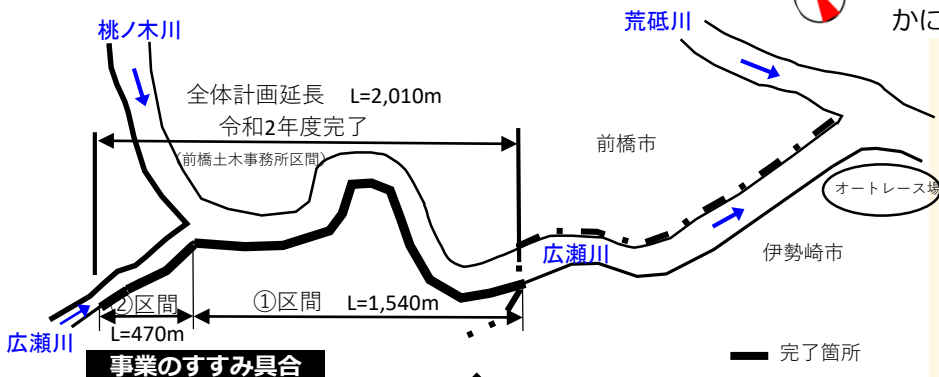 荒砥川
かに
桃ノ木川
全体計画延長 L=2,010m
令和2年度完了
(前橋土木事務所区間)
前橋市
オートレース場
広瀬川
伊勢崎市
②区間
①区間 L=1,540m
L=470m
広瀬川
事業のすすみ具合
完了箇所